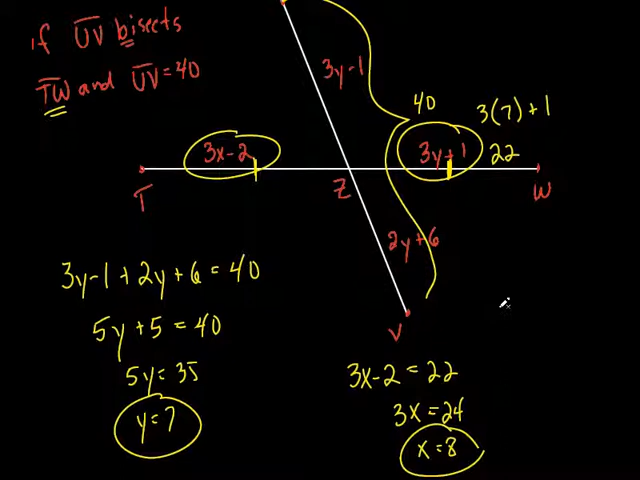 if UV bisects
TW and UV=40
3y-1
40
3(7)+1
3x-2
3y+1
22
T
Z
W
2y+6
V
3y-1+2y+6=40
5y+5=40
5y=35
y=7
3x-2=22
3x=24
x=8